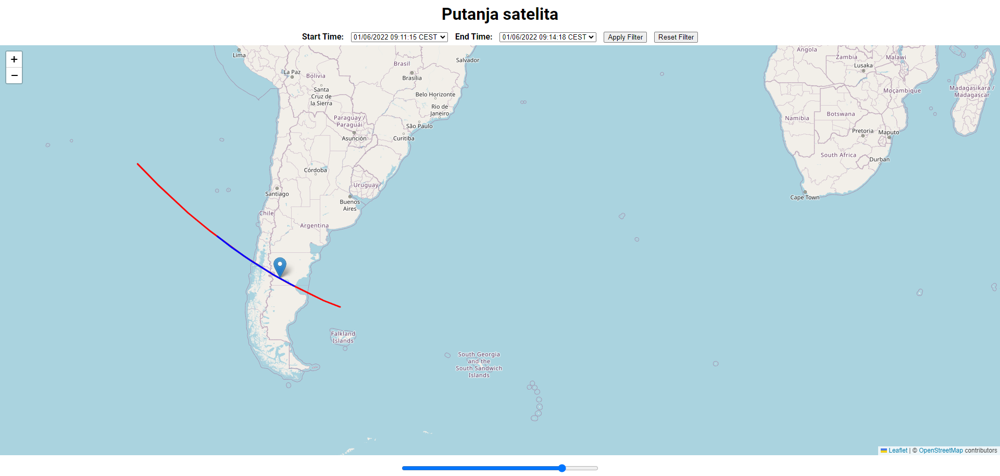 Putanja satelita
Start Time: 01/06/2022 09:11:15 CEST End Time: 01/06/2022 09:14:18 CEST Apply Filter Reset Filter
+
−
Lima
La Paz
Bolivia
Santa
Cruz de
la Sierra
Brasil
Brasília
Salvador
Belo Horizonte
Rio de
Janeiro
São Paulo
Curitiba
Paraguay /
Paraguái
Asunción
Córdoba
Uruguay
Santiago
Buenos
Aires
Chile
Argentina
Falkland
Islands
South Georgia
and the
South Sandwich
Islands
Angola
Zambia
Malawi
Lusaka
Moçambique
Madagasikara /
Madagascar
Namibia
Botswana
Pretoria
Maputo
South Africa
Durban
Cape Town
Leaflet | © OpenStreetMap contributors